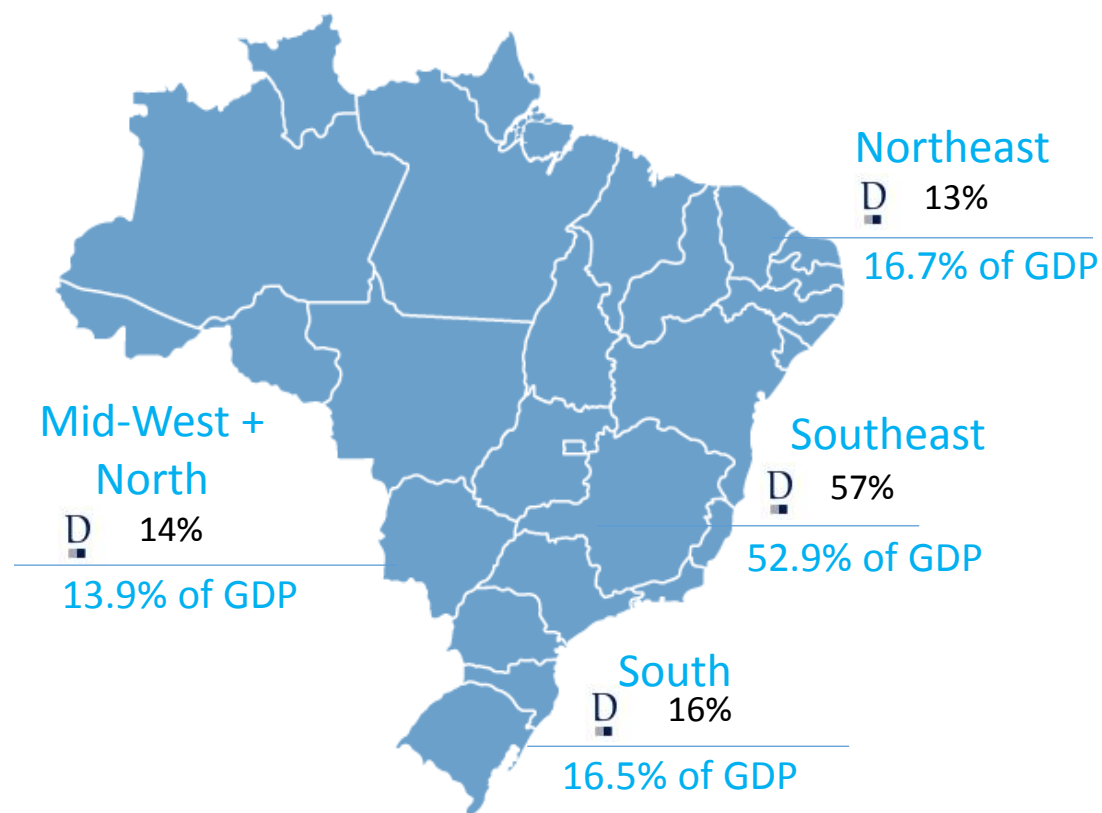 Northeast
D 13%
16.7% of GDP
Mid-West +
North
D 14%
13.9% of GDP
Southeast
D 57%
52.9% of GDP
South
D 16%
16.5% of GDP